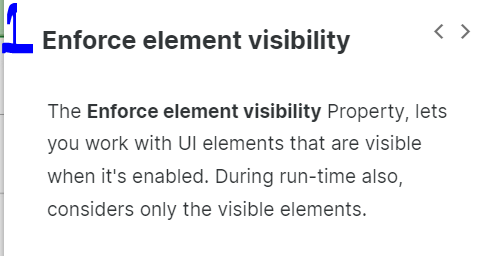 1
Enforce element visibility
The Enforce element visibility Property, lets
you work with UI elements that are visible
when it's enabled. During run-time also,
considers only the visible elements.